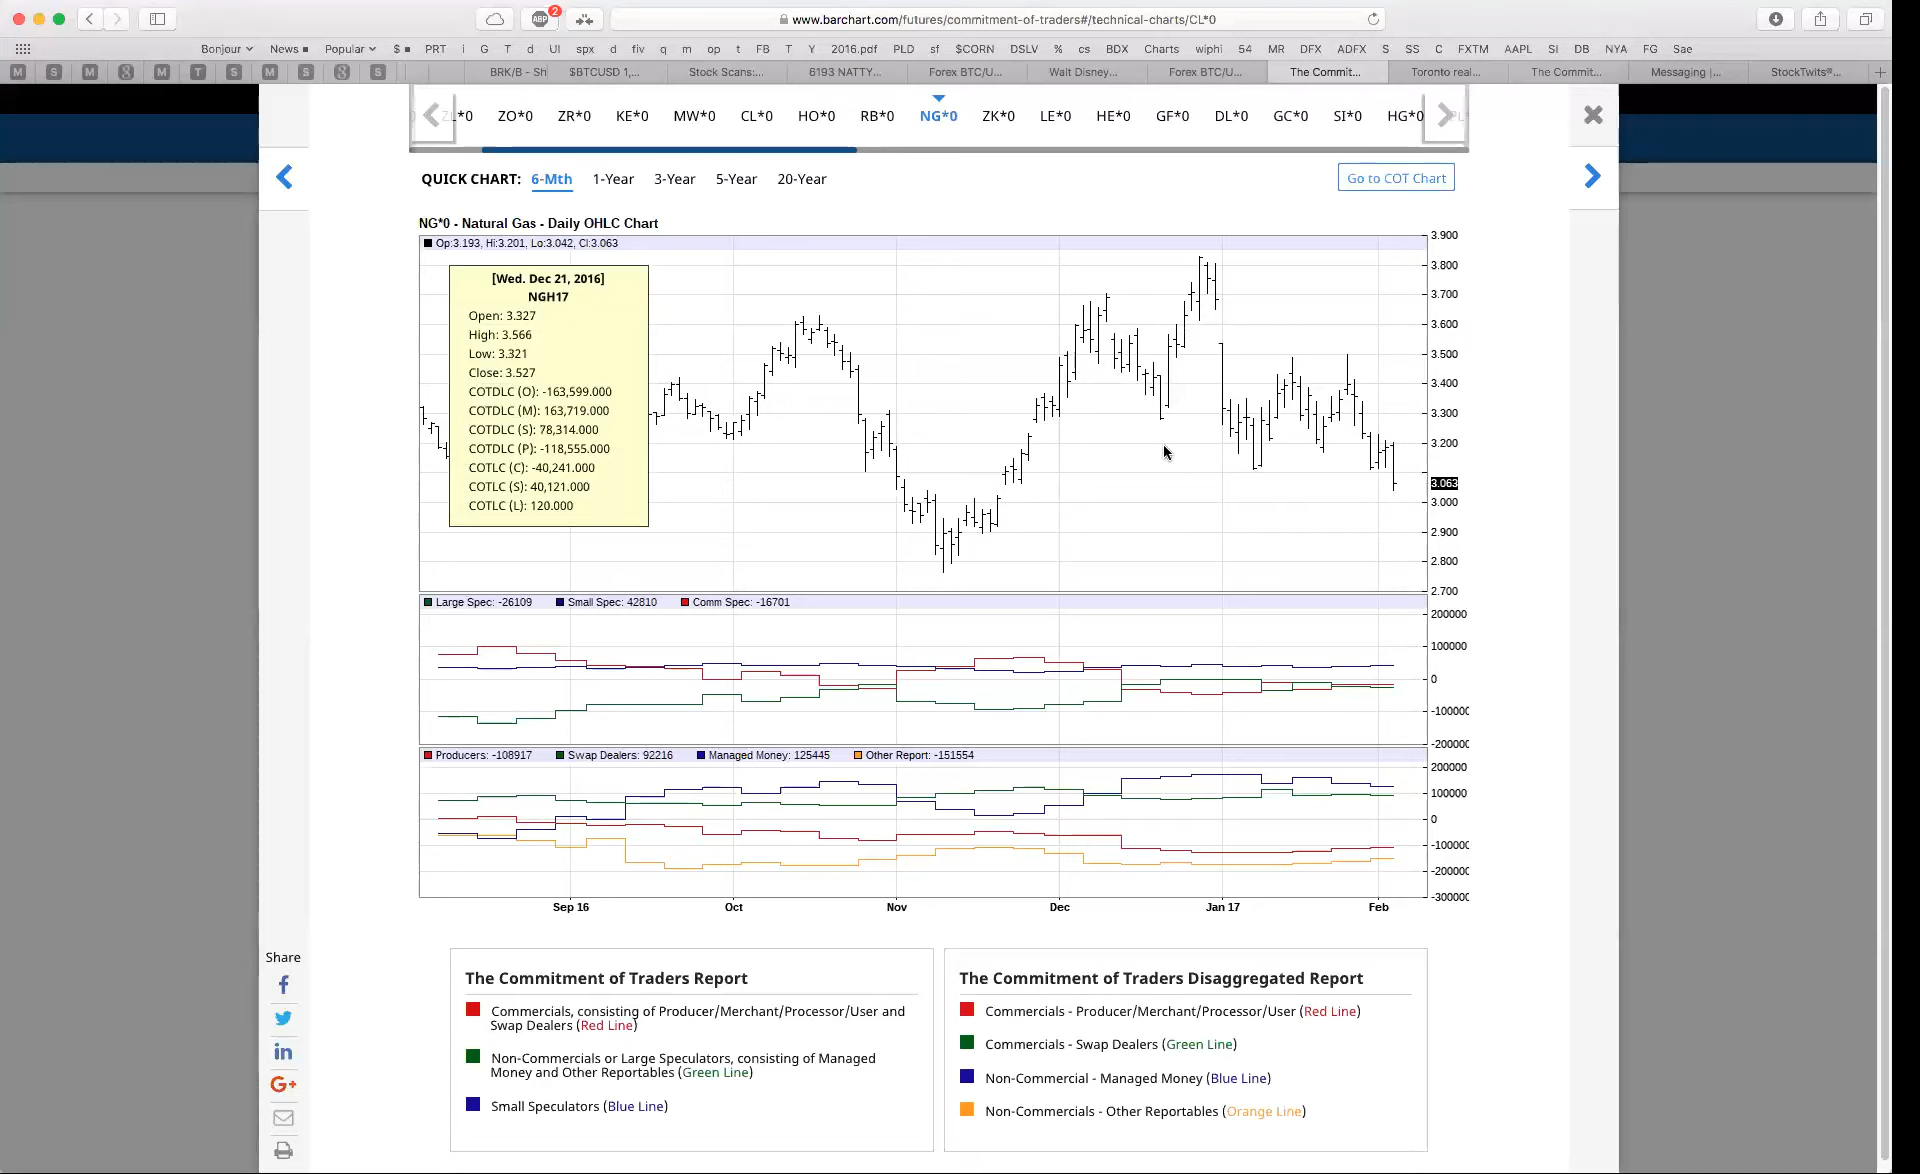 www.barchart.com/futures/commitment-of-traders#/technical-charts/CL*0
ABP 2
Bonjour News Popular $ PRT i G T d UI spx d fiv q m op t FB T Y 2016.pdf PLD sf $CORN DSLV % cs BDX Charts wiphi 54 MR DFX ADFX S SS C FXTM AAPL SI DB NYA FG Sae
M S M 8 M T S M S 8 S BRK/B - Sh $BTCUSD 1,... Stock Scans:... 6193 NATTY... Forex BTC/U... Walt Disney... Forex BTC/U... The Commit... Toronto real... The Commit... Messaging |... StockTwits®...
ZL*0 ZO*0 ZR*0 KE*0 MW*0 CL*0 HO*0 RB*0 NG*0 ZK*0 LE*0 HE*0 GF*0 DL*0 GC*0 SI*0 HG*0 PL
QUICK CHART: 6-Mth 1-Year 3-Year 5-Year 20-Year Go to COT Chart
NG*0 - Natural Gas - Daily OHLC Chart
Op:3.193, Hi:3.201, Lo:3.042, Cl:3.063
[Wed. Dec 21, 2016]
NGH17
Open: 3.327
High: 3.566
Low: 3.321
Close: 3.527
COTDLC (O): -163,599.000
COTDLC (M): 163,719.000
COTDLC (S): 78,314.000
COTDLC (P): -118,555.000
COTLC (C): -40,241.000
COTLC (S): 40,121.000
COTLC (L): 120.000
3.900
3.800
3.700
3.600
3.500
3.400
3.300
3.200
3.063
3.000
2.900
2.800
2.700
Large Spec: -26109 Small Spec: 42810 Comm Spec: -16701
200000
100000
0
-100000
-200000
Producers: -108917 Swap Dealers: 92216 Managed Money: 125445 Other Report: -151554
200000
100000
0
-100000
-200000
-300000
Sep 16 Oct Nov Dec Jan 17 Feb
Share
The Commitment of Traders Report
Commercials, consisting of Producer/Merchant/Processor/User and
Swap Dealers (Red Line)
Non-Commercials or Large Speculators, consisting of Managed
Money and Other Reportables (Green Line)
Small Speculators (Blue Line)
The Commitment of Traders Disaggregated Report
Commercials - Producer/Merchant/Processor/User (Red Line)
Commercials - Swap Dealers (Green Line)
Non-Commercial - Managed Money (Blue Line)
Non-Commercials - Other Reportables (Orange Line)